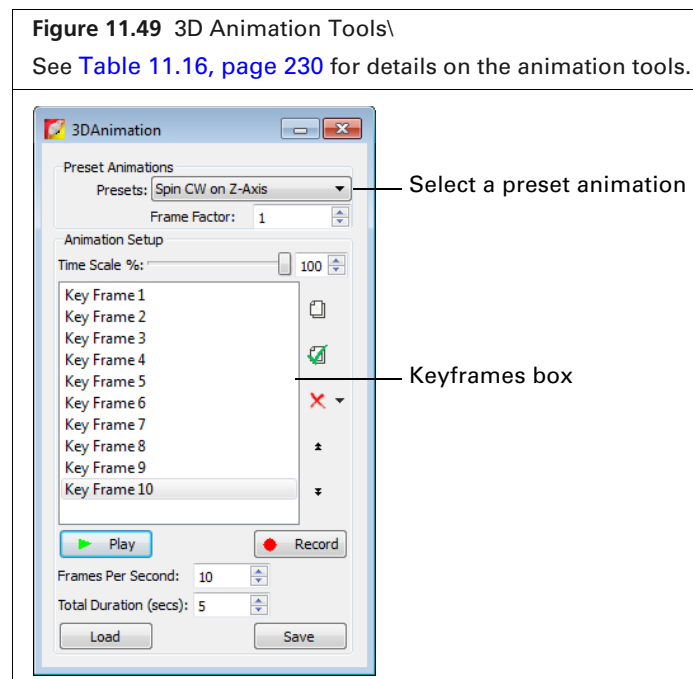 Figure 11.49 3D Animation Tools\
See Table 11.16, page 230 for details on the animation tools.
3DAnimation
Preset Animations
Presets: Spin CW on Z-Axis
Select a preset animation
Frame Factor: 1
Animation Setup
Time Scale %: 100
Key Frame 1
Key Frame 2
Key Frame 3
Key Frame 4
Key Frame 5
Keyframes box
Key Frame 6
Key Frame 7
Key Frame 8
Key Frame 9
Key Frame 10
Play Record
Frames Per Second: 10
Total Duration (secs): 5
Load Save